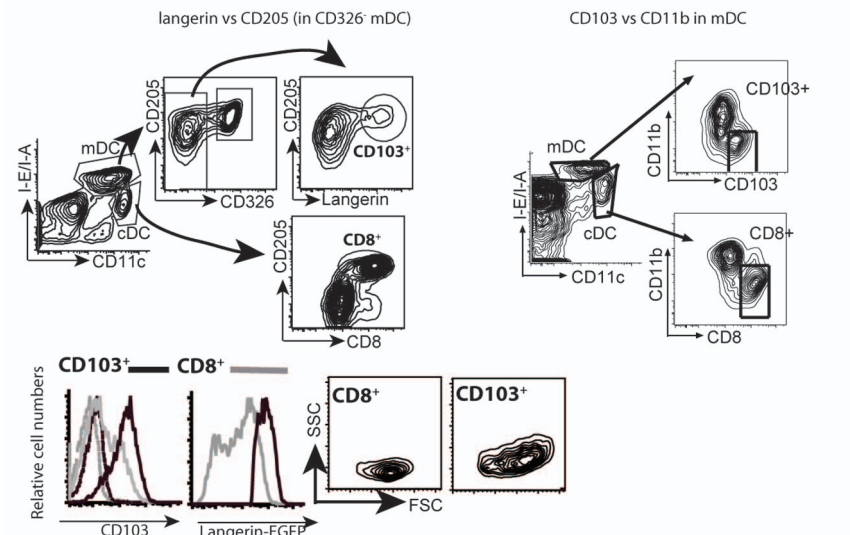 langerin vs CD205 (in CD326⁻ mDC)
CD103 vs CD11b in mDC
I-E/I-A
mDC
cDC
CD11c
CD205
CD326
CD205
CD103⁺
Langerin
CD205
CD8⁺
CD8
I-E/I-A
mDC
cDC
CD11c
CD11b
CD103+
CD103
CD11b
CD8+
CD8
CD103⁺
CD8⁺
Relative cell numbers
CD103
Langerin-EGFP
SSC
CD8⁺
CD103⁺
FSC